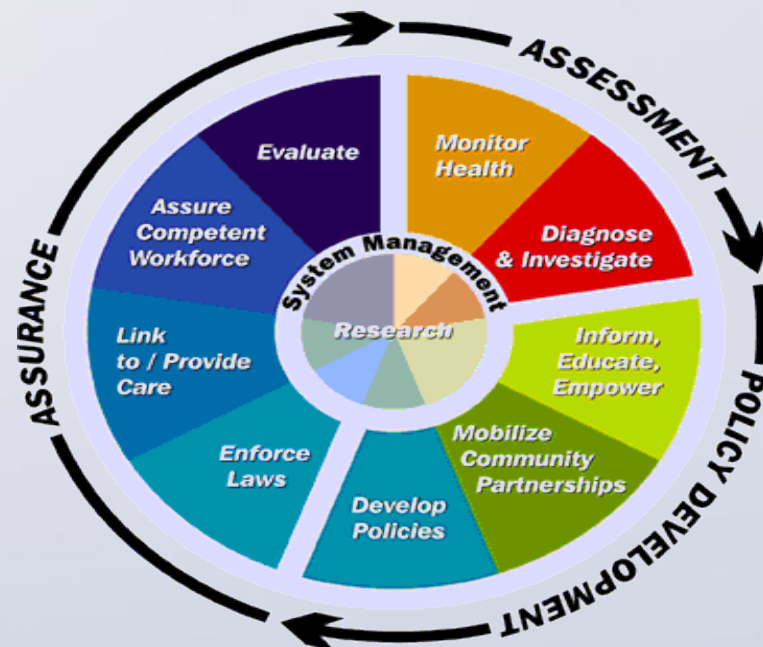 ASSESSMENT
Monitor
Health
Diagnose
& Investigate
POLICY DEVELOPMENT
Inform,
Educate,
Empower
Mobilize
Community
Partnerships
Develop
Policies
ASSURANCE
Enforce
Laws
Link
to / Provide
Care
Assure
Competent
Workforce
Evaluate
System Management
Research